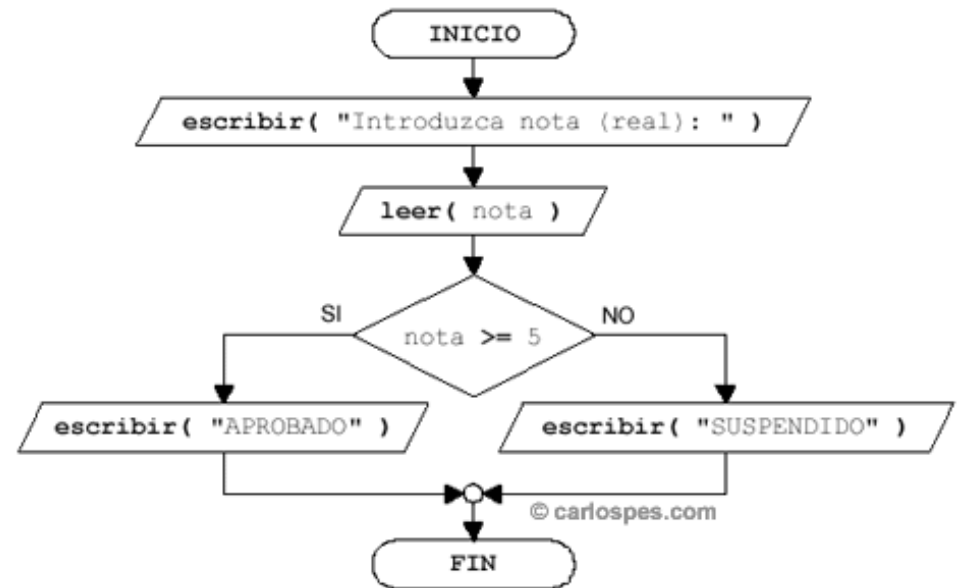 INICIO
escribir( "Introduzca nota (real): " )
leer( nota )
SI
NO
nota >= 5
escribir( "APROBADO" )
escribir( "SUSPENDIDO" )
© carlospes.com
FIN